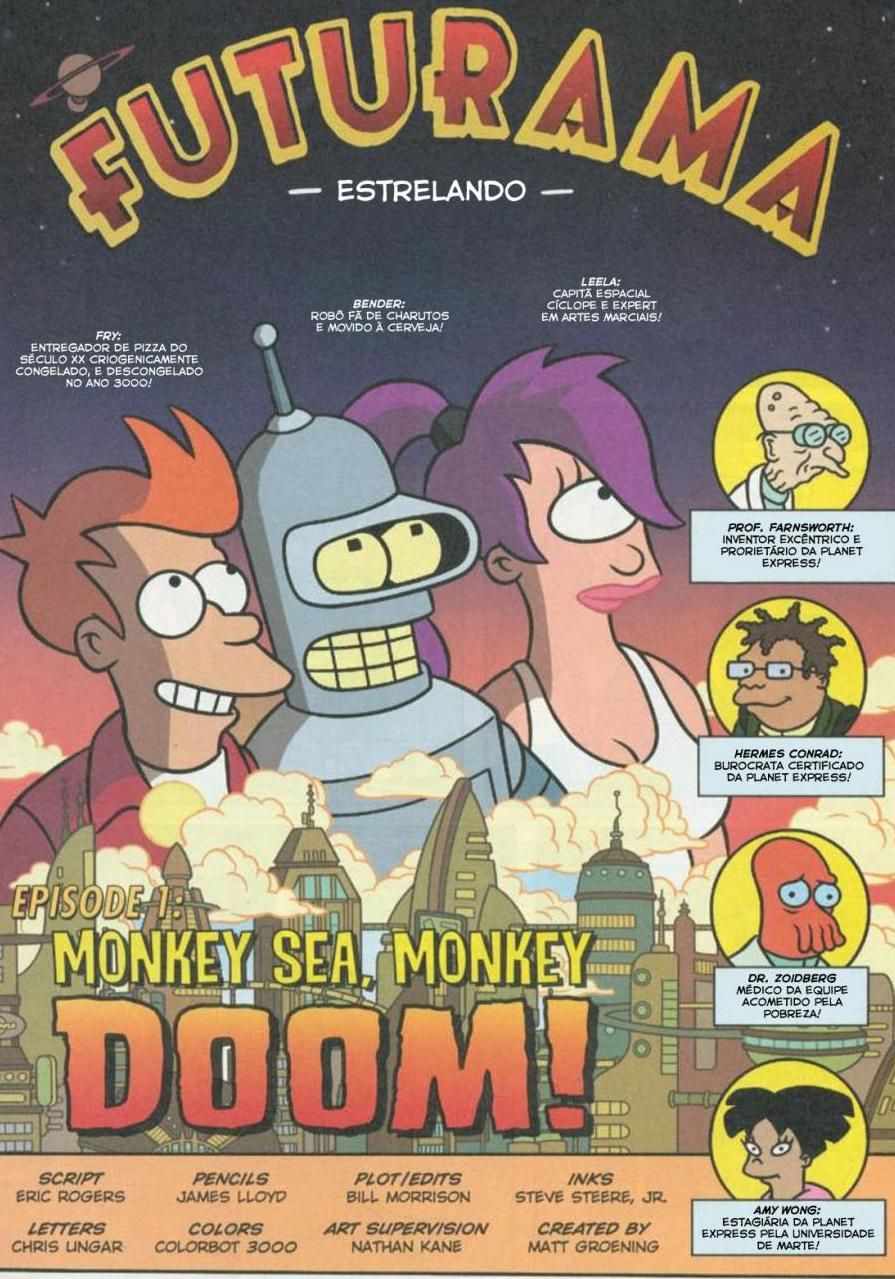 FUTURAMA
— ESTRELANDO —
FRY:
ENTREGADOR DE PIZZA DO
SÉCULO XX CRIOGENICAMENTE
CONGELADO, E DESCONGELADO
NO ANO 3000!
BENDER:
ROBÔ FÃ DE CHARUTOS
E MOVIDO À CERVEJA!
LEELA:
CAPITÃ ESPACIAL
CÍCLOPE E EXPERT
EM ARTES MARCIAIS!
PROF. FARNSWORTH:
INVENTOR EXCÊNTRICO E
PRORIETÁRIO DA PLANET
EXPRESS!
HERMES CONRAD:
BUROCRATA CERTIFICADO
DA PLANET EXPRESS!
DR. ZOIDBERG
MÉDICO DA EQUIPE
ACOMETIDO PELA
POBREZA!
AMY WONG:
ESTAGIÁRIA DA PLANET
EXPRESS PELA UNIVERSIDADE
DE MARTE!
EPISODE 1:
MONKEY SEA, MONKEY
DOOM!
SCRIPT
ERIC ROGERS
PENCILS
JAMES LLOYD
PLOT/EDITS
BILL MORRISON
INKS
STEVE STEERE, JR.
LETTERS
CHRIS UNGAR
COLORS
COLORBOT 3000
ART SUPERVISION
NATHAN KANE
CREATED BY
MATT GROENING